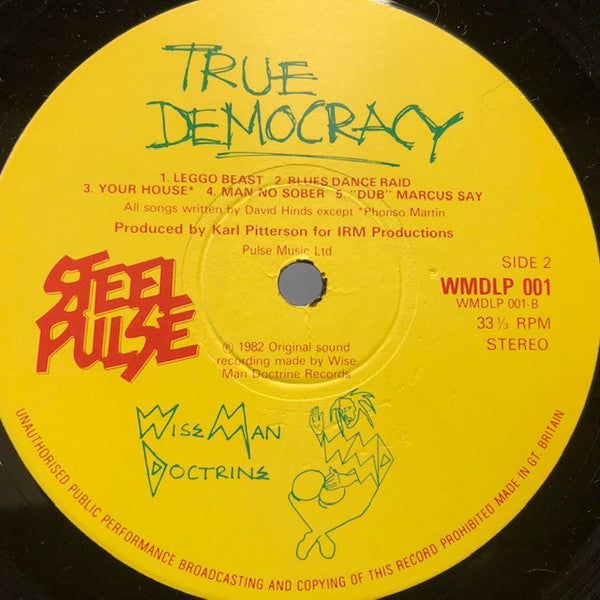 TRUE
DEMOCRACY
1. LEGGO BEAST 2. BLUES DANCE RAID
3. YOUR HOUSE* 4. MAN NO SOBER 5. "DUB" MARCUS SAY
All songs written by David Hinds except *Phonso Martin
Produced by Karl Pitterson for IRM Productions
Pulse Music Ltd
STEEL
PULSE
SIDE 2
WMDLP 001
WMDLP 001-B
33 ⅓ RPM
STEREO
℗ 1982 Original sound
recording made by Wise
Man Doctrine Records
WISE MAN
DOCTRINE
UNAUTHORISED PUBLIC PERFORMANCE BROADCASTING AND COPYING OF THIS RECORD PROHIBITED MADE IN GT. BRITAIN